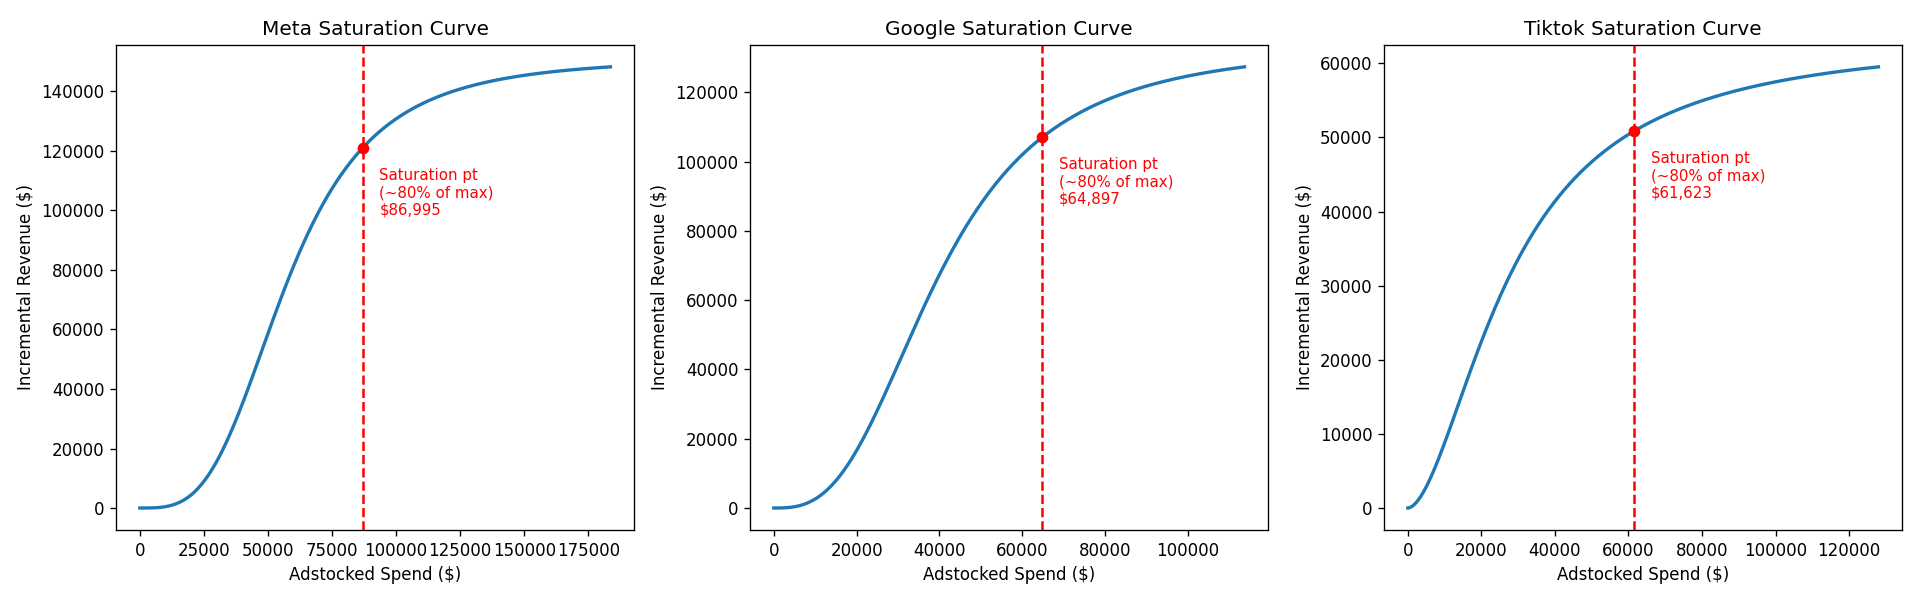 Meta Saturation Curve
Incremental Revenue ($)
140000
120000
100000
80000
60000
40000
20000
0
Saturation pt
(~80% of max)
$86,995
0 25000 50000 75000 100000 125000 150000 175000
Adstocked Spend ($)
Google Saturation Curve
Incremental Revenue ($)
120000
100000
80000
60000
40000
20000
0
Saturation pt
(~80% of max)
$64,897
0 20000 40000 60000 80000 100000
Adstocked Spend ($)
Tiktok Saturation Curve
Incremental Revenue ($)
60000
50000
40000
30000
20000
10000
0
Saturation pt
(~80% of max)
$61,623
0 20000 40000 60000 80000 100000 120000
Adstocked Spend ($)